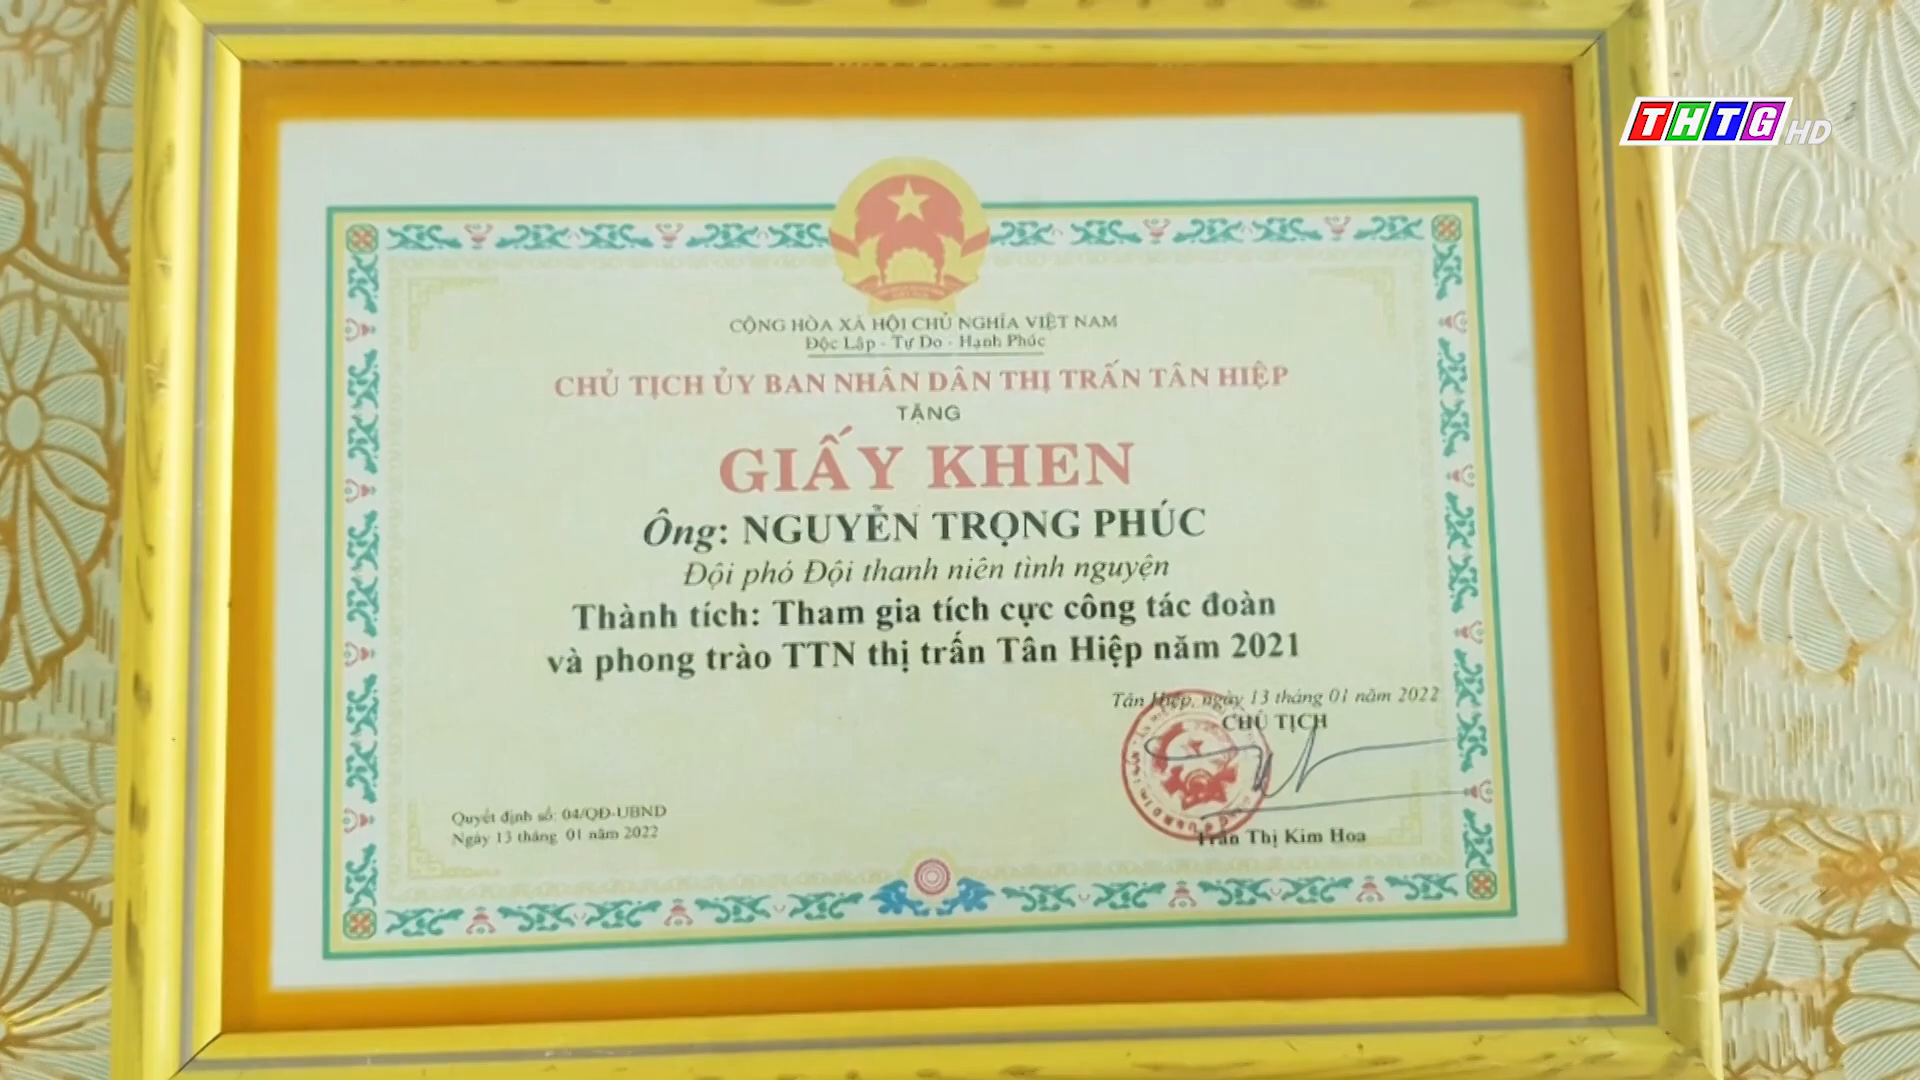 THTG HD
CỘNG HÒA XÃ HỘI CHỦ NGHĨA VIỆT NAM
Độc Lập - Tự Do - Hạnh Phúc
CHỦ TỊCH ỦY BAN NHÂN DÂN THỊ TRẤN TÂN HIỆP
TẶNG
GIẤY KHEN
Ông: NGUYỄN TRỌNG PHÚC
Đội phó Đội thanh niên tình nguyện
Thành tích: Tham gia tích cực công tác đoàn
và phong trào TTN thị trấn Tân Hiệp năm 2021
Tân Hiệp, ngày 13 tháng 01 năm 2022
CHỦ TỊCH
Quyết định số: 04/QĐ-UBND
Ngày 13 tháng 01 năm 2022
Trần Thị Kim Hoa